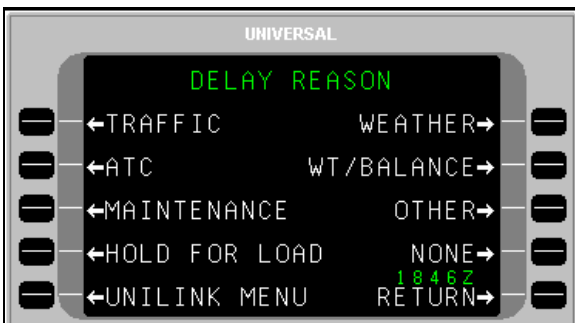 UNIVERSAL
DELAY REASON
←TRAFFIC WEATHER→
←ATC WT/BALANCE→
←MAINTENANCE OTHER→
←HOLD FOR LOAD NONE→
1846Z
←UNILINK MENU RETURN→